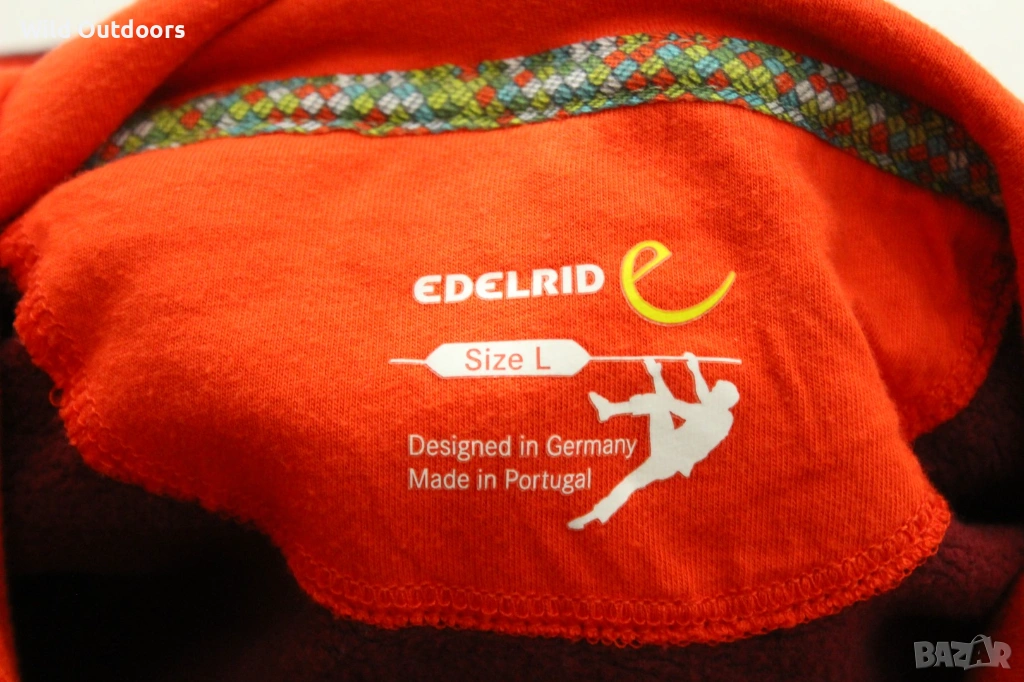 Outdoors
EDELRID e
Size L
Designed in Germany
Made in Portugal
BAZAR